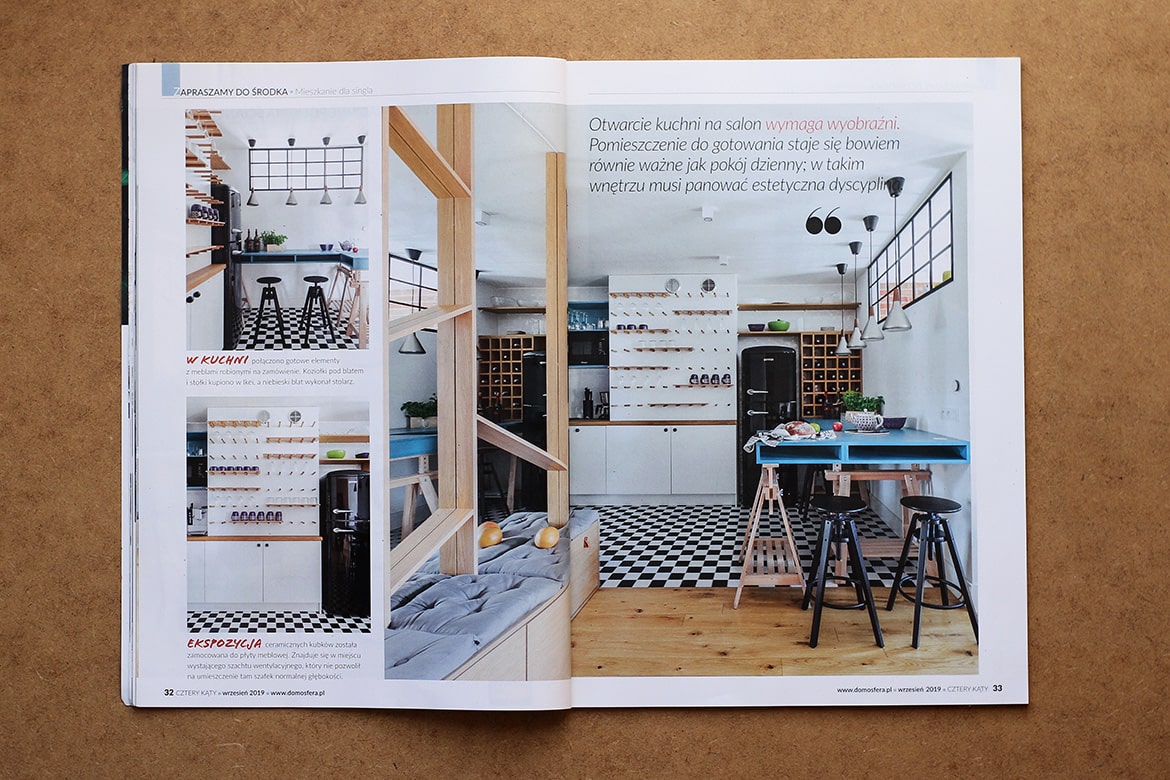 ZAPRASZAMY DO ŚRODKA » Mieszkanie dla singla
W KUCHNI połączono gotowe elementy
z meblami robionymi na zamówienie. Koziołki pod blatem
i stołki kupiono w Ikei, a niebieski blat wykonał stolarz.
EKSPOZYCJA ceramicznych kubków została
zamocowana do płyty meblowej. Znajduje się w miejscu
wystającego szachtu wentylacyjnego, który nie pozwolił
na umieszczenie tam szafek normalnej głębokości.
32 CZTERY KĄTY » wrzesień 2019 » www.domosfera.pl
Otwarcie kuchni na salon wymaga wyobraźni.
Pomieszczenie do gotowania staje się bowiem
równie ważne jak pokój dzienny; w takim
wnętrzu musi panować estetyczna dyscyplina.
www.domosfera.pl » wrzesień 2019 » CZTERY KĄTY 33